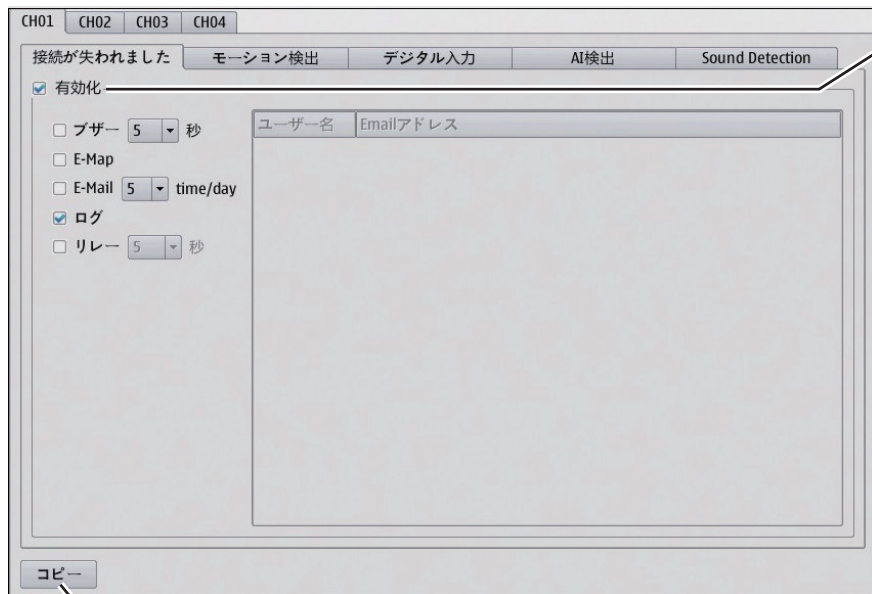 CH01 CH02 CH03 CH04
接続が失われました モーション検出 デジタル入力 AI検出 Sound Detection
有効化
ブザー 5 秒 ユーザー名 Emailアドレス
E-Map
E-Mail 5 time/day
ログ
リレー 5 秒
コピー